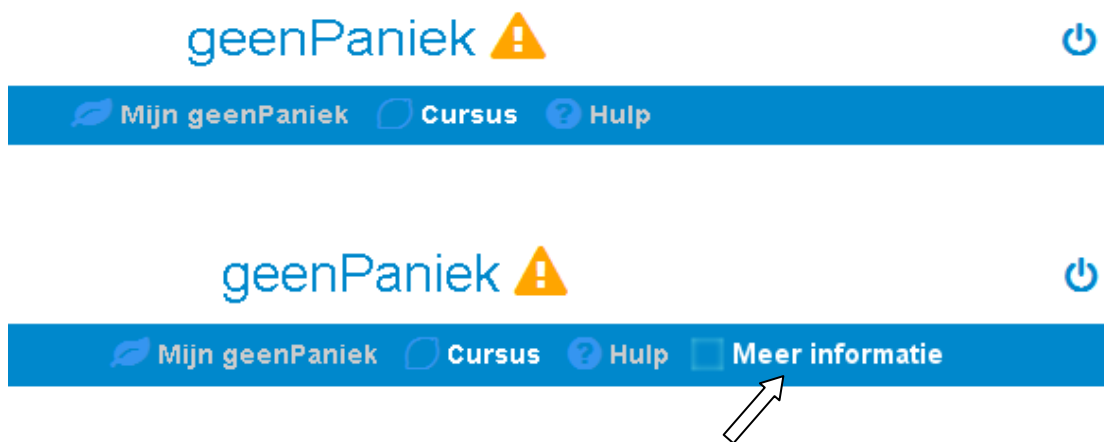 geenPaniek
Mijn geenPaniek Cursus Hulp
geenPaniek
Mijn geenPaniek Cursus Hulp Meer informatie